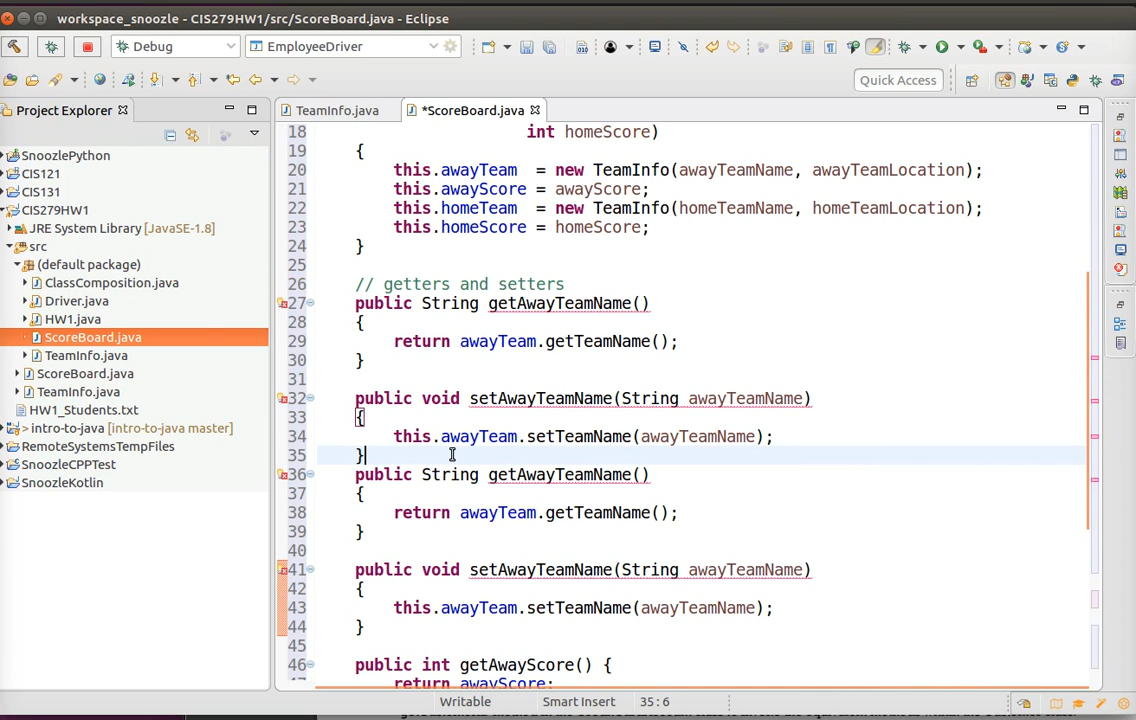 workspace_snoozle - CIS279HW1/src/ScoreBoard.java - Eclipse
Debug
EmployeeDriver
Quick Access
Project Explorer
SnoozlePython
CIS121
CIS131
CIS279HW1
JRE System Library [JavaSE-1.8]
src
(default package)
ClassComposition.java
Driver.java
HW1.java
ScoreBoard.java
TeamInfo.java
ScoreBoard.java
TeamInfo.java
HW1_Students.txt
> intro-to-java [intro-to-java master]
RemoteSystemsTempFiles
SnoozleCPPTest
SnoozleKotlin
TeamInfo.java
*ScoreBoard.java
18 int homeScore)
19 {
20 this.awayTeam = new TeamInfo(awayTeamName, awayTeamLocation);
21 this.awayScore = awayScore;
22 this.homeTeam = new TeamInfo(homeTeamName, homeTeamLocation);
23 this.homeScore = homeScore;
24 }
25
26 // getters and setters
27 public String getAwayTeamName()
28 {
29 return awayTeam.getTeamName();
30 }
31
32 public void setAwayTeamName(String awayTeamName)
33 {
34 this.awayTeam.setTeamName(awayTeamName);
35 }
36 public String getAwayTeamName()
37 {
38 return awayTeam.getTeamName();
39 }
40
41 public void setAwayTeamName(String awayTeamName)
42 {
43 this.awayTeam.setTeamName(awayTeamName);
44 }
45
46 public int getAwayScore() {
47 return awayScore;
Writable
Smart Insert
35 : 6